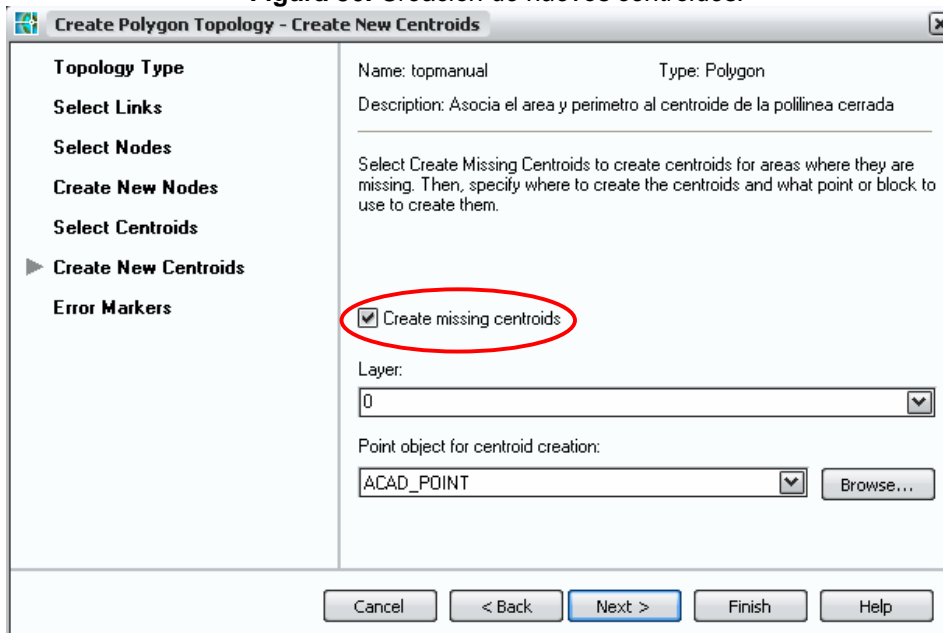 Create Polygon Topology - Create New Centroids
Topology Type
Select Links
Select Nodes
Create New Nodes
Select Centroids
Create New Centroids
Error Markers
Name: topmanual Type: Polygon
Description: Asocia el area y perimetro al centroide de la polilinea cerrada
Select Create Missing Centroids to create centroids for areas where they are
missing. Then, specify where to create the centroids and what point or block to
use to create them.
Create missing centroids
Layer:
0
Point object for centroid creation:
ACAD_POINT
Browse...
Cancel
< Back
Next >
Finish
Help